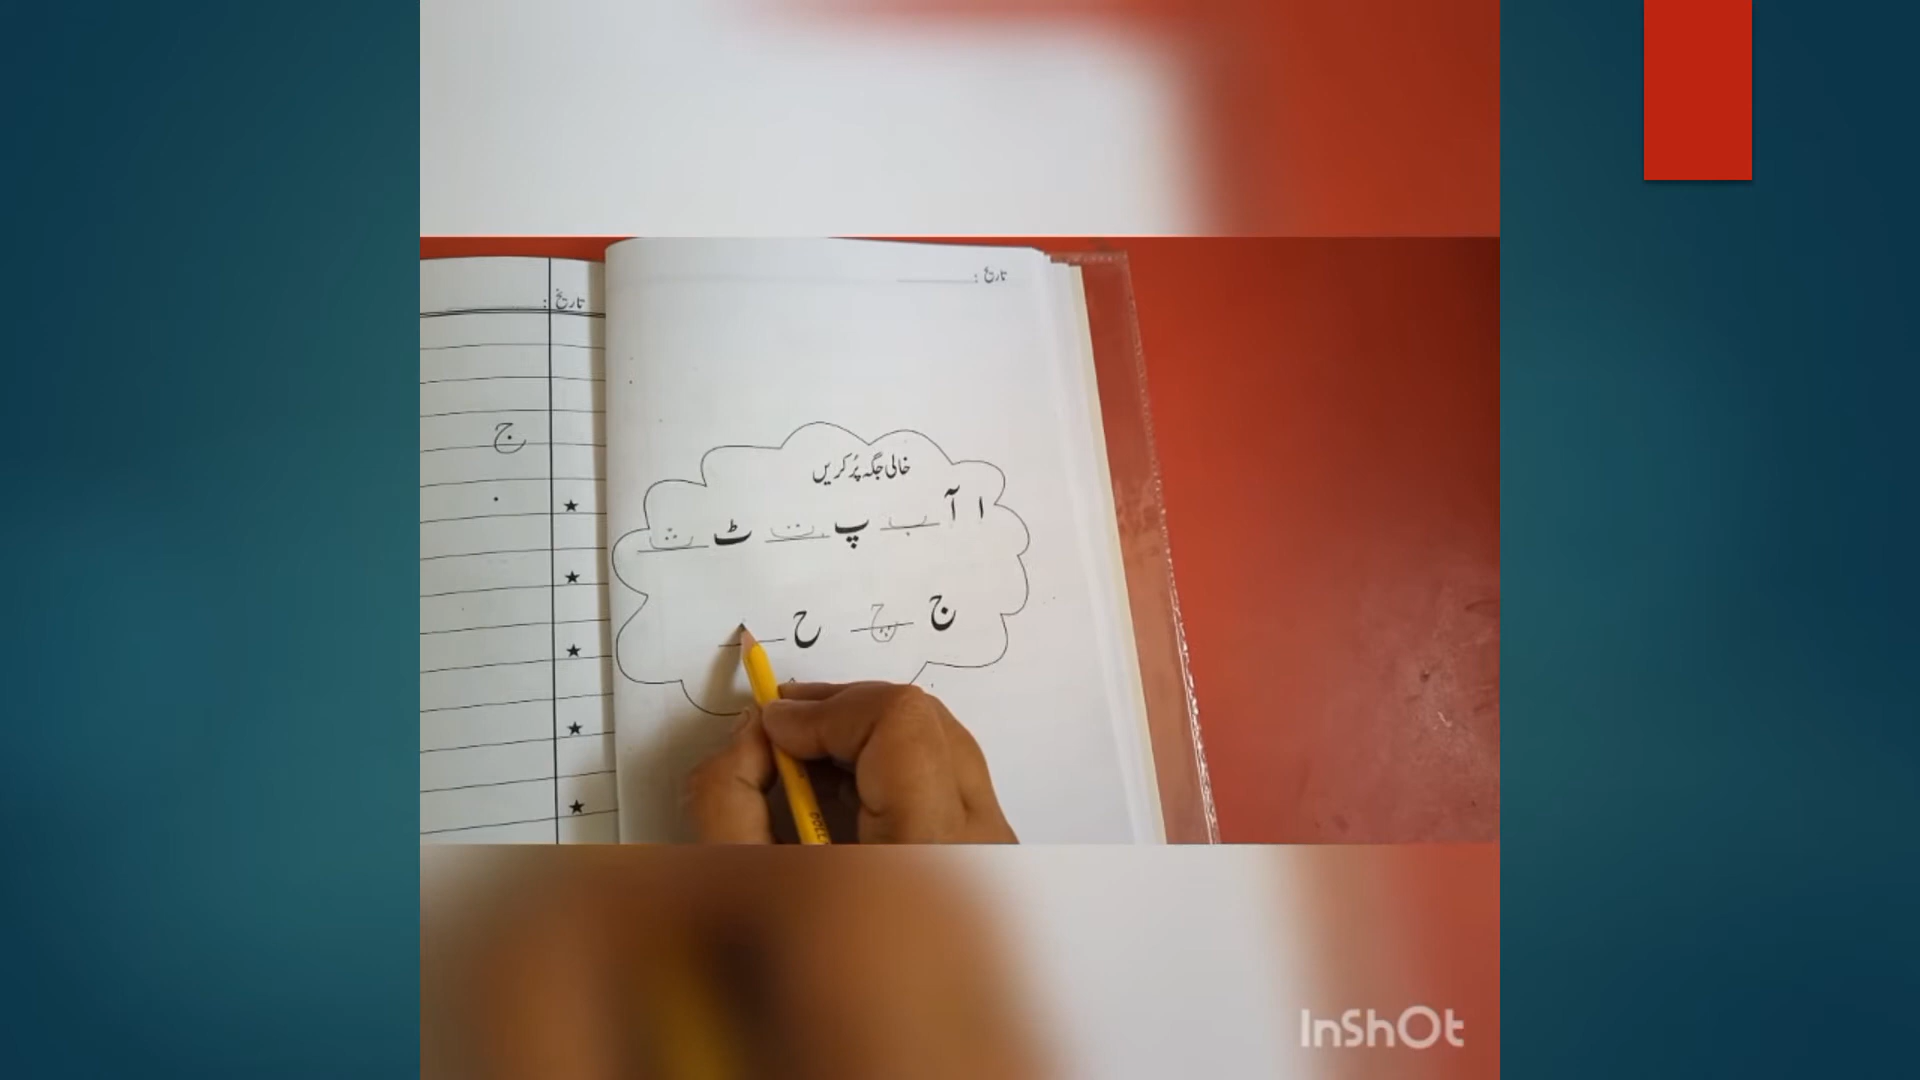 تاریخ :
تاریخ :
ج
خالی جگہ پُر کریں
ا آ ب پ ت ٹ ث
ج چ ح
InShOt